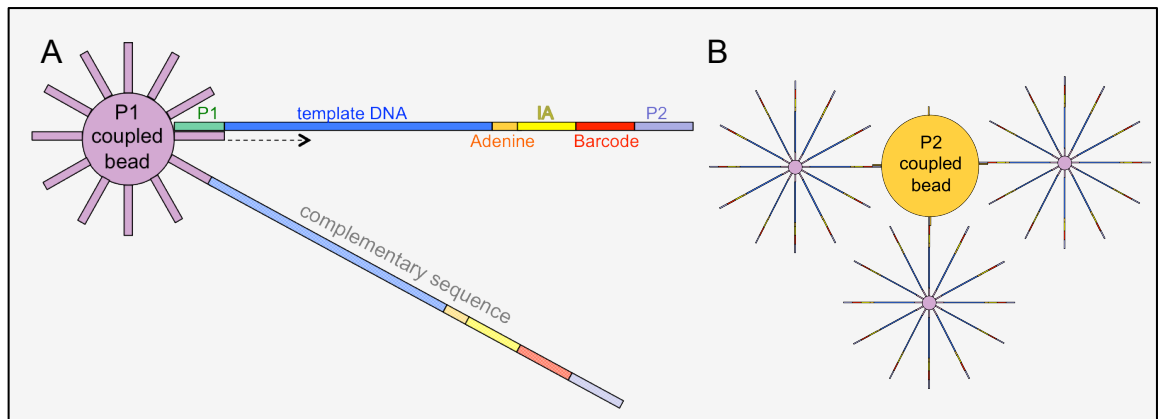 A
P1
coupled
bead
P1
template DNA
IA
P2
Adenine
Barcode
complementary sequence
B
P2
coupled
bead